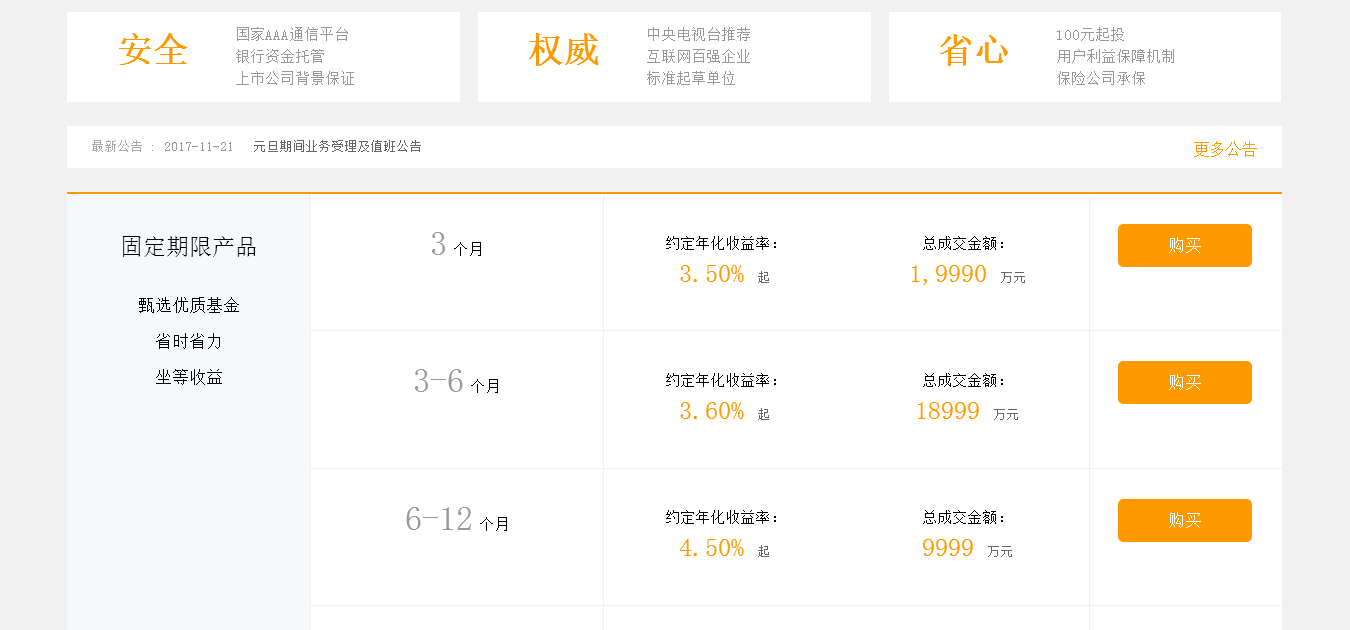 安全
国家AAA通信平台
银行资金托管
上市公司背景保证
权威
中央电视台推荐
互联网百强企业
标准起草单位
省心
100元起投
用户利益保障机制
保险公司承保
最新公告 : 2017-11-21 元旦期间业务受理及值班公告 更多公告
固定期限产品
甄选优质基金
省时省力
坐等收益
3 个月
约定年化收益率:
3.50% 起
总成交金额:
1,9990 万元
购买
3-6 个月
约定年化收益率:
3.60% 起
总成交金额:
18999 万元
购买
6-12 个月
约定年化收益率:
4.50% 起
总成交金额:
9999 万元
购买